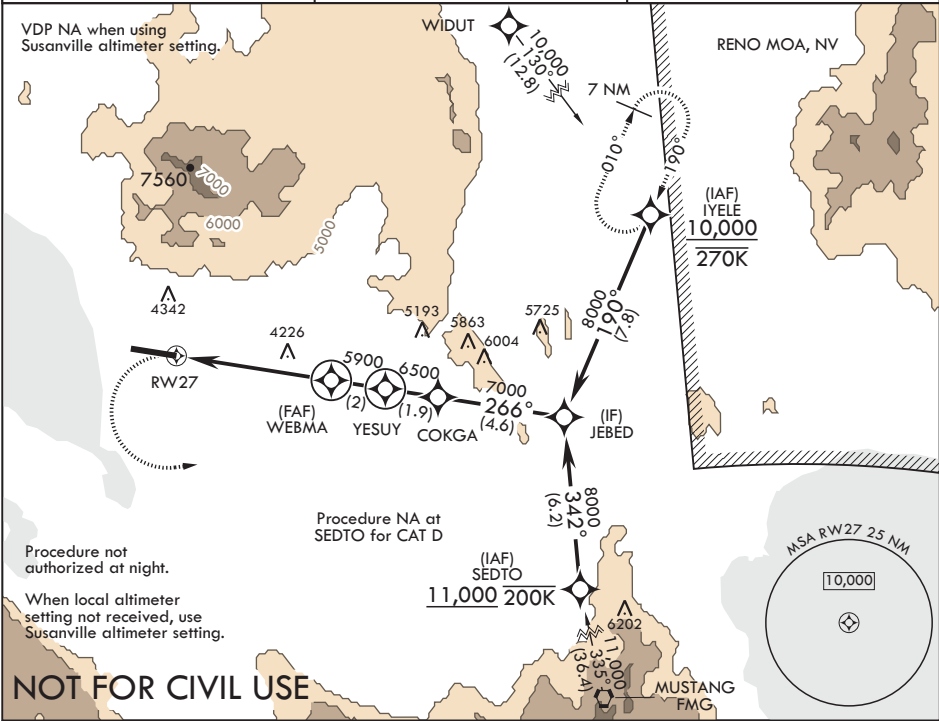 VDP NA when using
Susanville altimeter setting.
WIDUT
10,000
130°
(12.8)
RENO MOA, NV
7 NM
010°
190°
7560
7000
6000
5000
(IAF)
IYELE
10,000
270K
4342
4226
5193
5863
6004
5725
8000
190°
(7.8)
RW27
5900
6500
7000
266°
(4.6)
(2)
(1.9)
(FAF)
WEBMA
YESUY
COKGA
(IF)
JEBED
8000
342°
(6.2)
Procedure NA at
SEDTO for CAT D
(IAF)
SEDTO
11,000 200K
Procedure not
authorized at night.
When local altimeter
setting not received, use
Susanville altimeter setting.
6202
11,000
335°
(36.4)
MUSTANG
FMG
MSA RW27 25 NM
10,000
NOT FOR CIVIL USE